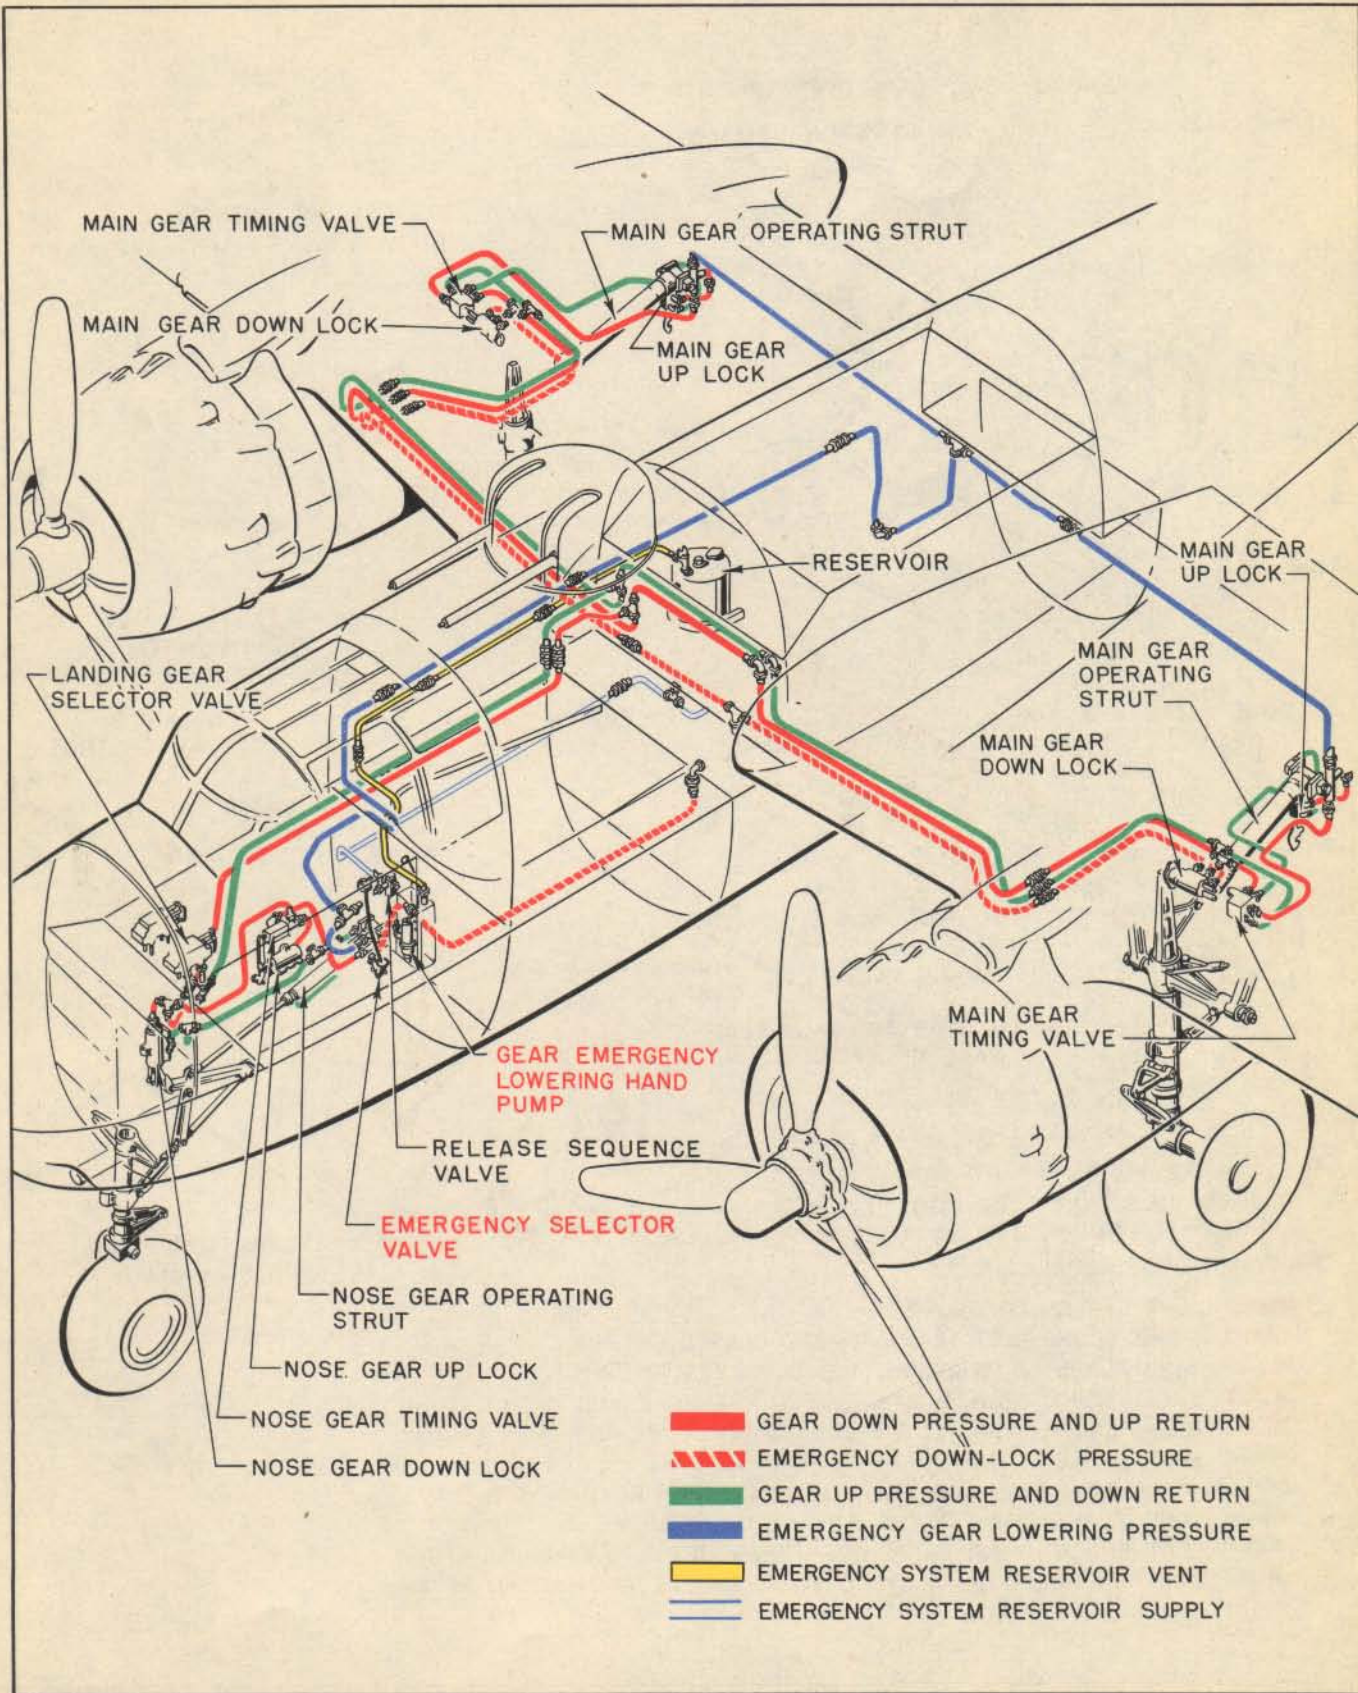 MAIN GEAR TIMING VALVE
MAIN GEAR OPERATING STRUT
MAIN GEAR DOWN LOCK
MAIN GEAR
UP LOCK
RESERVOIR
MAIN GEAR
UP LOCK
LANDING GEAR
SELECTOR VALVE
MAIN GEAR
OPERATING
STRUT
MAIN GEAR
DOWN LOCK
MAIN GEAR
TIMING VALVE
GEAR EMERGENCY
LOWERING HAND
PUMP
RELEASE SEQUENCE
VALVE
EMERGENCY SELECTOR
VALVE
NOSE GEAR OPERATING
STRUT
NOSE GEAR UP LOCK
NOSE GEAR TIMING VALVE
NOSE GEAR DOWN LOCK
GEAR DOWN PRESSURE AND UP RETURN
EMERGENCY DOWN-LOCK PRESSURE
GEAR UP PRESSURE AND DOWN RETURN
EMERGENCY GEAR LOWERING PRESSURE
EMERGENCY SYSTEM RESERVOIR VENT
EMERGENCY SYSTEM RESERVOIR SUPPLY